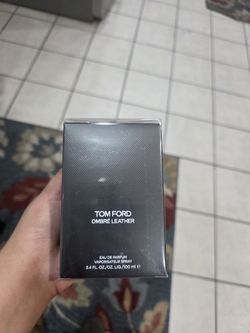 TOM FORD
OMBRÉ LEATHER
EAU DE PARFUM
VAPORISATEUR SPRAY
3.4 FL. OZ./OZ. LIQ./100 ml ℮